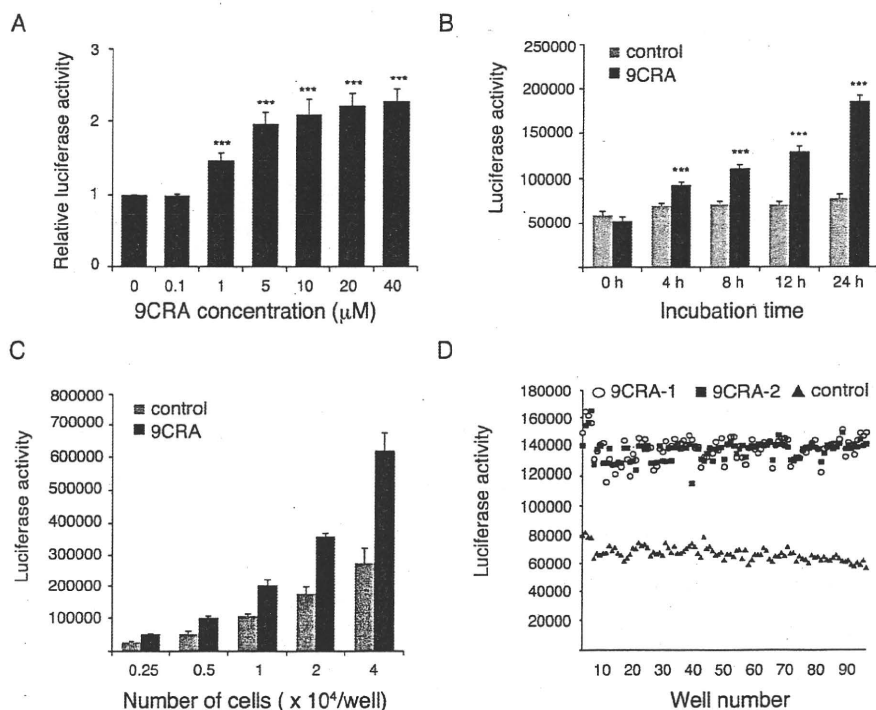 A
Relative luciferase activity
3
2
1
0
***
***
***
***
***
0 0.1 1 5 10 20 40
9CRA concentration (μM)
B
Luciferase activity
250000
200000
150000
100000
50000
control
9CRA
***
***
***
***
0 h 4 h 8 h 12 h 24 h
Incubation time
C
Luciferase activity
800000
700000
600000
500000
400000
300000
200000
100000
control
9CRA
0.25 0.5 1 2 4
Number of cells ( x 10⁴/well)
D
Luciferase activity
180000
160000
140000
120000
100000
80000
60000
40000
20000
9CRA-1 9CRA-2 control
10 20 30 40 50 60 70 80 90
Well number